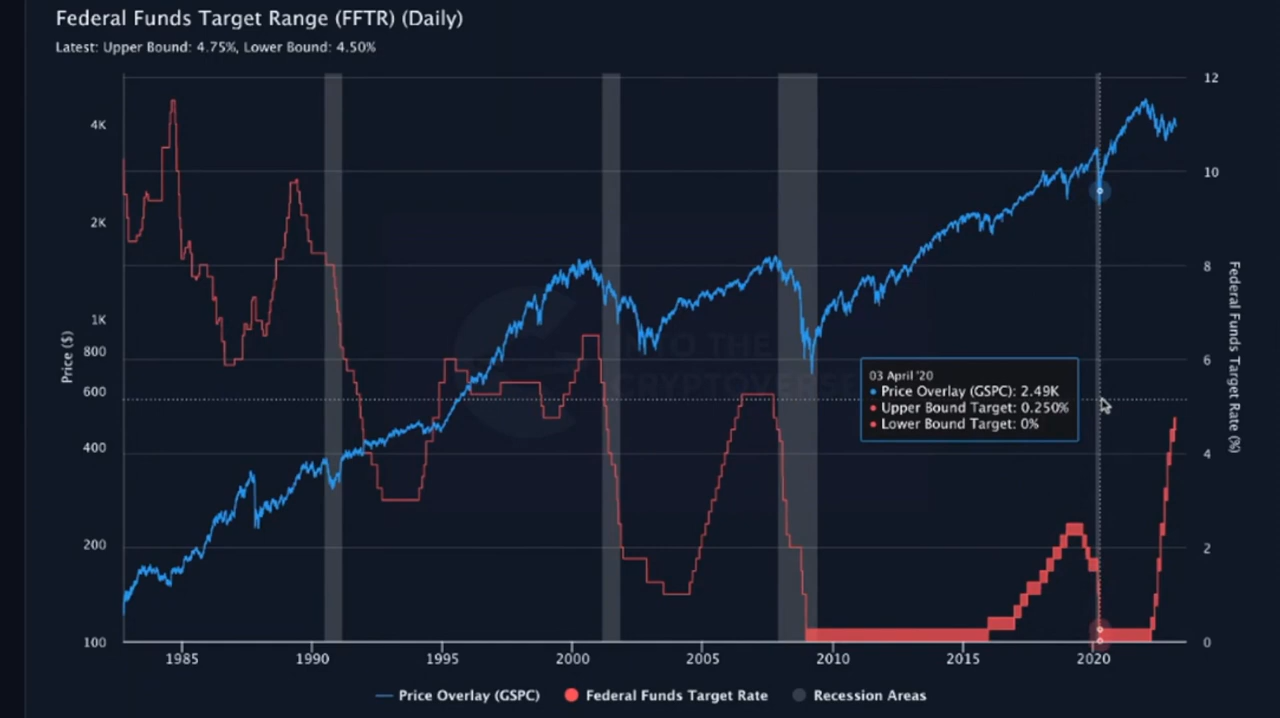 Federal Funds Target Range (FFTR) (Daily)
Latest: Upper Bound: 4.75%, Lower Bound: 4.50%
12
4K
10
2K
8
1K
800
6
600
400
4
200
2
100
0
Price ($)
Federal Funds Target Rate (%)
INTO THE
CRYPTOVERSE
03 April '20
Price Overlay (GSPC): 2.49K
Upper Bound Target: 0.250%
Lower Bound Target: 0%
1985 1990 1995 2000 2005 2010 2015 2020
Price Overlay (GSPC) Federal Funds Target Rate Recession Areas